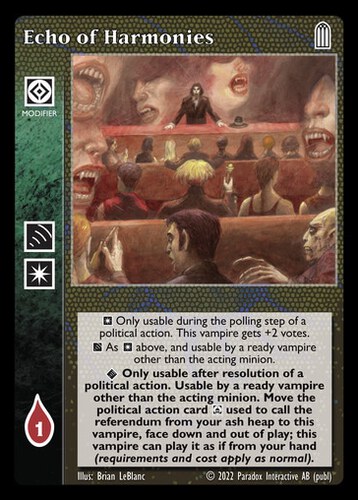 Echo of Harmonies
MODIFIER
Only usable during the polling step of a
political action. This vampire gets +2 votes.
As above, and usable by a ready vampire
other than the acting minion.
Only usable after resolution of a
political action. Usable by a ready vampire
other than the acting minion. Move the
political action card used to call the
referendum from your ash heap to this
vampire, face down and out of play; this
vampire can play it as if from your hand
(requirements and cost apply as normal).
1
Illus: Brian LeBlanc © 2022 Paradox Interactive AB (publ)